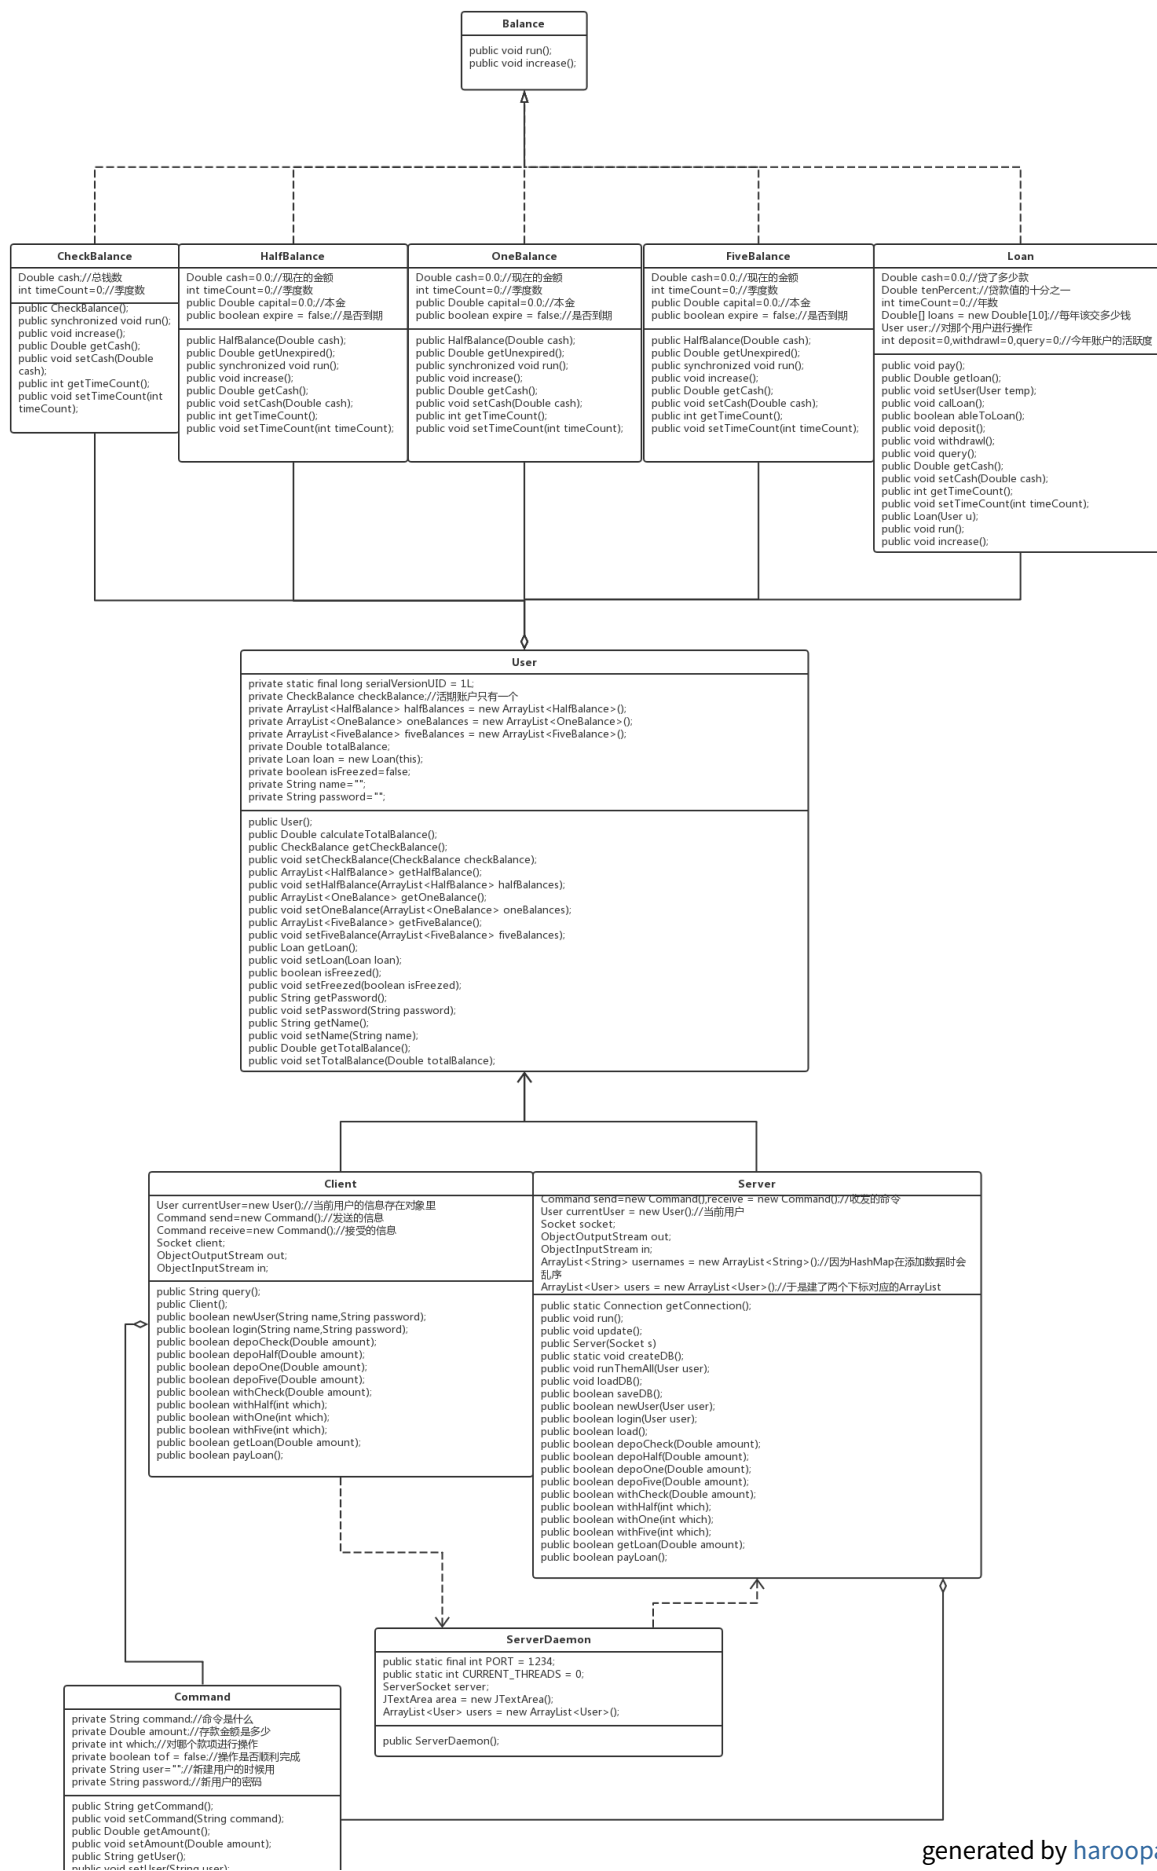 Balance
public void run();
public void increase();
CheckBalance
Double cash;//总钱数
int timeCount=0;//季度数
public CheckBalance();
public synchronized void run();
public void increase();
public Double getCash();
public void setCash(Double
cash);
public int getTimeCount();
public void setTimeCount(int
timeCount);
HalfBalance
Double cash=0.0;//现在的金额
int timeCount=0;//季度数
public Double capital=0.0;//本金
public boolean expire = false;//是否到期
public HalfBalance(Double cash);
public Double getUnexpired();
public synchronized void run();
public void increase();
public Double getCash();
public void setCash(Double cash);
public int getTimeCount();
public void setTimeCount(int timeCount);
OneBalance
Double cash=0.0;//现在的金额
int timeCount=0;//季度数
public Double capital=0.0;//本金
public boolean expire = false;//是否到期
public HalfBalance(Double cash);
public Double getUnexpired();
public synchronized void run();
public void increase();
public Double getCash();
public void setCash(Double cash);
public int getTimeCount();
public void setTimeCount(int timeCount);
FiveBalance
Double cash=0.0;//现在的金额
int timeCount=0;//季度数
public Double capital=0.0;//本金
public boolean expire = false;//是否到期
public HalfBalance(Double cash);
public Double getUnexpired();
public synchronized void run();
public void increase();
public Double getCash();
public void setCash(Double cash);
public int getTimeCount();
public void setTimeCount(int timeCount);
Loan
Double cash=0.0;//贷了多少款
Double tenPercent;//贷款值的十分之一
int timeCount=0;//年数
Double[] loans = new Double[10];//每年该交多少钱
User user;//对那个用户进行操作
int deposit=0,withdrawl=0,query=0;//今年账户的活跃度
public void pay();
public Double getloan();
public void setUser(User temp);
public void calLoan();
public boolean ableToLoan();
public void deposit();
public void withdrawl();
public void query();
public Double getCash();
public void setCash(Double cash);
public int getTimeCount();
public void setTimeCount(int timeCount);
public Loan(User u);
public void run();
public void increase();
User
private static final long serialVersionUID = 1L;
private CheckBalance checkBalance;//活期账户只有一个
private ArrayList<HalfBalance> halfBalances = new ArrayList<HalfBalance>();
private ArrayList<OneBalance> oneBalances = new ArrayList<OneBalance>();
private ArrayList<FiveBalance> fiveBalances = new ArrayList<FiveBalance>();
private Double totalBalance;
private Loan loan = new Loan(this);
private boolean isFreezed=false;
private String name="";
private String password="";
public User();
public Double calculateTotalBalance();
public CheckBalance getCheckBalance();
public void setCheckBalance(CheckBalance checkBalance);
public ArrayList<HalfBalance> getHalfBalance();
public void setHalfBalance(ArrayList<HalfBalance> halfBalances);
public ArrayList<OneBalance> getOneBalance();
public void setOneBalance(ArrayList<OneBalance> oneBalances);
public ArrayList<FiveBalance> getFiveBalance();
public void setFiveBalance(ArrayList<FiveBalance> fiveBalances);
public Loan getLoan();
public void setLoan(Loan loan);
public boolean isFreezed();
public void setFreezed(boolean isFreezed);
public String getPassword();
public void setPassword(String password);
public String getName();
public void setName(String name);
public Double getTotalBalance();
public void setTotalBalance(Double totalBalance);
Client
User currentUser=new User();//当前用户的信息存在对象里
Command send=new Command();//发送的信息
Command receive=new Command();//接受的信息
Socket client;
ObjectOutputStream out;
ObjectInputStream in;
public String query();
public Client();
public boolean newUser(String name,String password);
public boolean login(String name,String password);
public boolean depoCheck(Double amount);
public boolean depoHalf(Double amount);
public boolean depoOne(Double amount);
public boolean depoFive(Double amount);
public boolean withCheck(Double amount);
public boolean withHalf(int which);
public boolean withOne(int which);
public boolean withFive(int which);
public boolean getLoan(Double amount);
public boolean payLoan();
Server
Command send=new Command(),receive = new Command();//收发的命令
User currentUser = new User();//当前用户
Socket socket;
ObjectOutputStream out;
ObjectInputStream in;
ArrayList<String> usernames = new ArrayList<String>();//因为HashMap在添加数据时会
乱序
ArrayList<User> users = new ArrayList<User>();//于是建了两个下标对应的ArrayList
public static Connection getConnection();
public void run();
public void update();
public Server(Socket s)
public static void createDB();
public void runThemAll(User user);
public void loadDB();
public boolean saveDB();
public boolean newUser(User user);
public boolean login(User user);
public boolean load();
public boolean depoCheck(Double amount);
public boolean depoHalf(Double amount);
public boolean depoOne(Double amount);
public boolean depoFive(Double amount);
public boolean withCheck(Double amount);
public boolean withHalf(int which);
public boolean withOne(int which);
public boolean withFive(int which);
public boolean getLoan(Double amount);
public boolean payLoan();
ServerDaemon
public static final int PORT = 1234;
public static int CURRENT_THREADS = 0;
ServerSocket server;
JTextArea area = new JTextArea();
ArrayList<User> users = new ArrayList<User>();
public ServerDaemon();
Command
private String command;//命令是什么
private Double amount;//存款金额是多少
private int which;//对哪个款项进行操作
private boolean tof = false;//操作是否顺利完成
private String user="";//新建用户的时候用
private String password;//新用户的密码
public String getCommand();
public void setCommand(String command);
public Double getAmount();
public void setAmount(Double amount);
public String getUser();
public void setUser(String user);
generated by haroopa